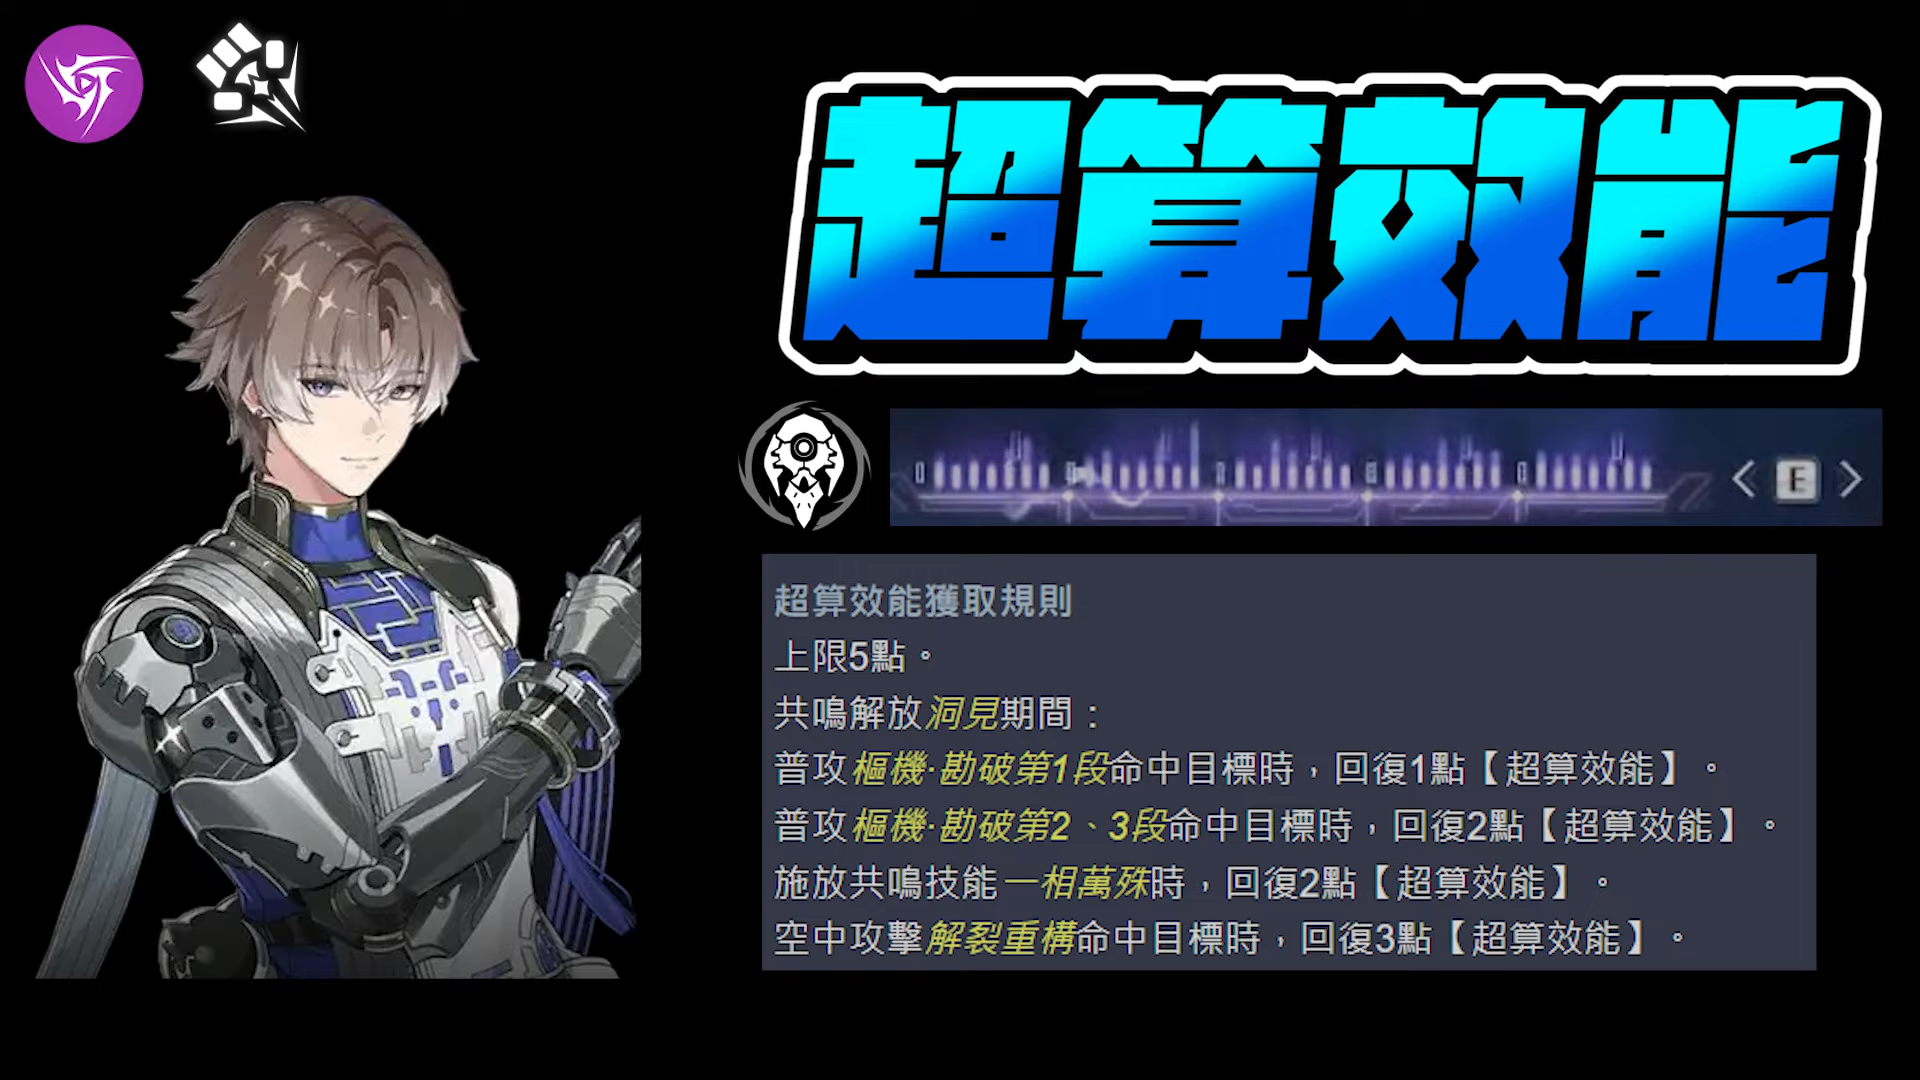 超算效能
E
超算效能獲取規則
上限5點。
共鳴解放洞見期間：
普攻樞機·勘破第1段命中目標時，回復1點【超算效能】。
普攻樞機·勘破第2、3段命中目標時，回復2點【超算效能】。
施放共鳴技能一相萬殊時，回復2點【超算效能】。
空中攻擊解裂重構命中目標時，回復3點【超算效能】。